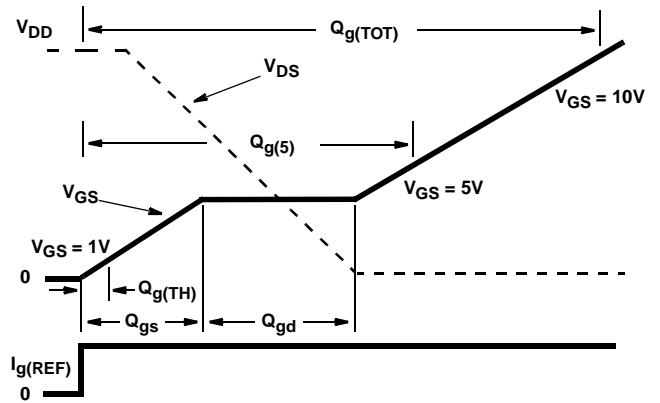 V_DD
Q_g(TOT)
V_DS
V_GS = 10V
Q_g(5)
V_GS
V_GS = 5V
V_GS = 1V
0
Q_g(TH)
Q_gs
Q_gd
I_g(REF)
0